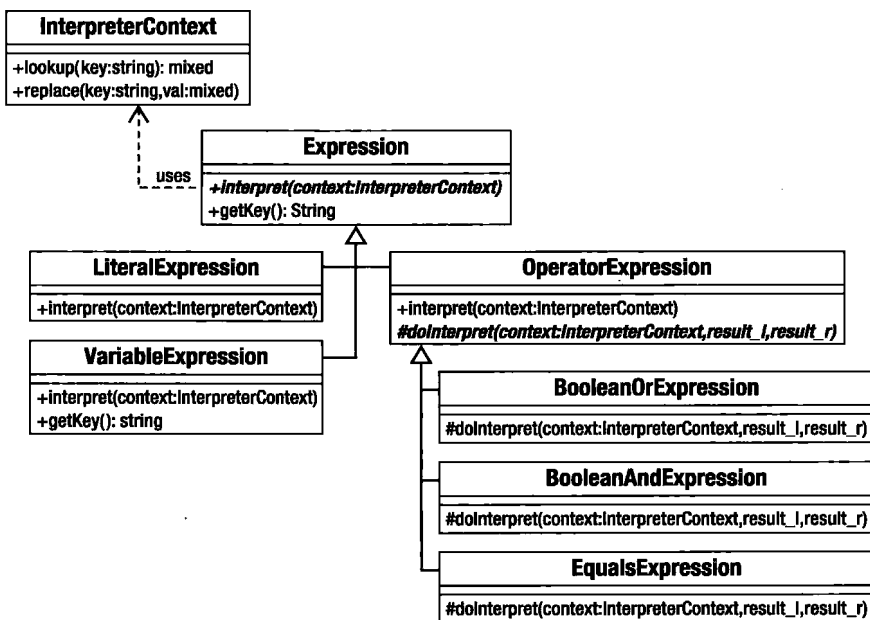 InterpreterContext
+lookup(key:string): mixed
+replace(key:string,val:mixed)
uses
Expression
+interpret(context:InterpreterContext)
+getKey(): String
LiteralExpression
+interpret(context:InterpreterContext)
OperatorExpression
+interpret(context:InterpreterContext)
#doInterpret(context:InterpreterContext,result_l,result_r)
VariableExpression
+interpret(context:InterpreterContext)
+getKey(): string
BooleanOrExpression
#doInterpret(context:InterpreterContext,result_l,result_r)
BooleanAndExpression
#doInterpret(context:InterpreterContext,result_l,result_r)
EqualsExpression
#doInterpret(context:InterpreterContext,result_l,result_r)